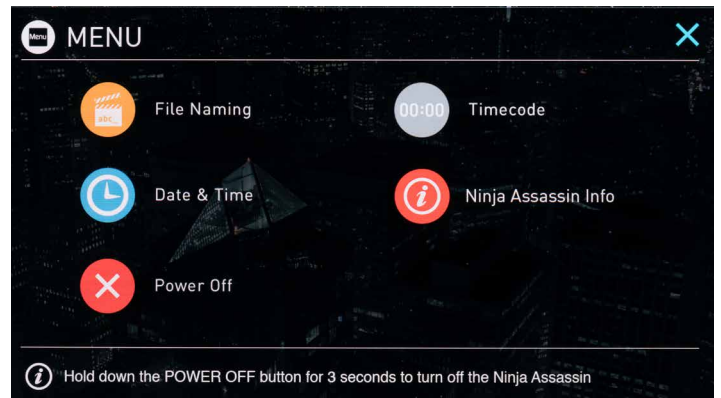 Menu MENU
abc_ File Naming
00:00 Timecode
Date & Time
i Ninja Assassin Info
Power Off
i Hold down the POWER OFF button for 3 seconds to turn off the Ninja Assassin